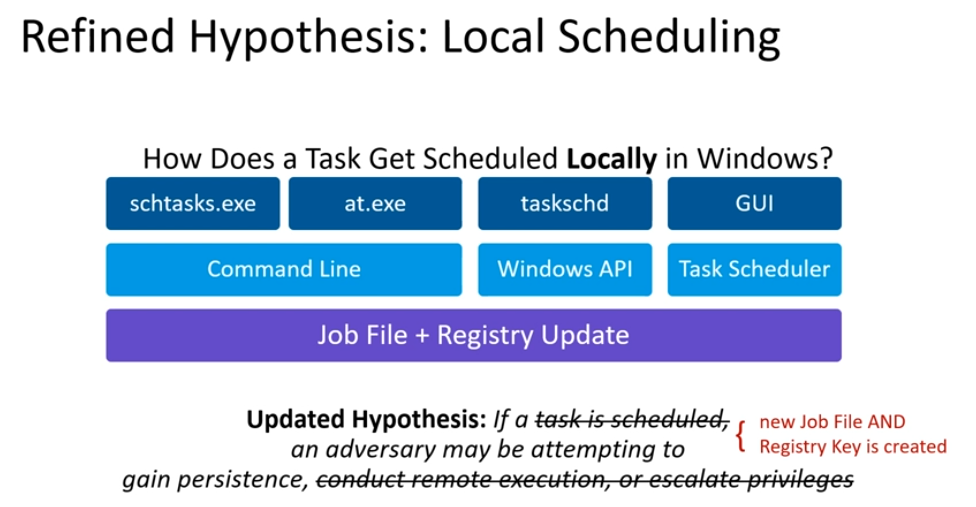 Refined Hypothesis: Local Scheduling
How Does a Task Get Scheduled Locally in Windows?
schtasks.exe
at.exe
taskschd
GUI
Command Line
Windows API
Task Scheduler
Job File + Registry Update
Updated Hypothesis: If a task is scheduled,
an adversary may be attempting to
gain persistence, conduct remote execution, or escalate privileges
{ new Job File AND
Registry Key is created